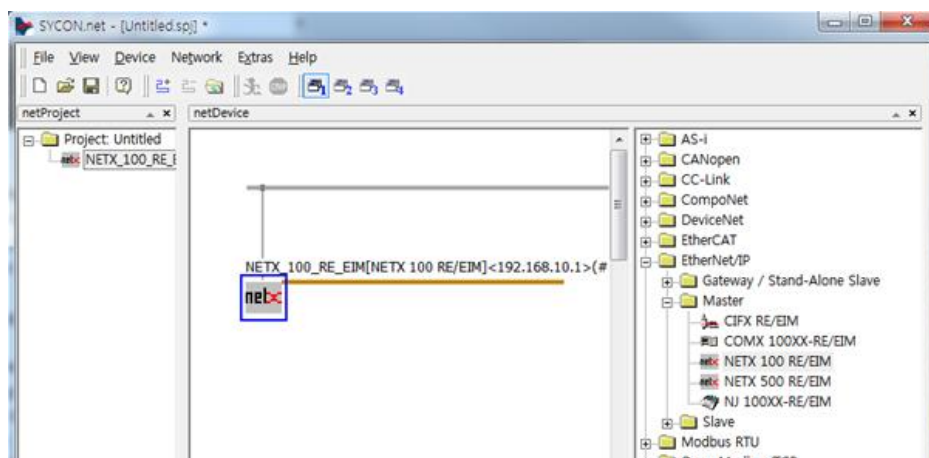 SYCON.net - [Untitled.spj] *
File View Device Network Extras Help
netProject
netDevice
Project: Untitled
NETX_100_RE_E
NETX_100_RE_EIM[NETX 100 RE/EIM]<192.168.10.1>(#
netx
AS-i
CANopen
CC-Link
CompoNet
DeviceNet
EtherCAT
EtherNet/IP
Gateway / Stand-Alone Slave
Master
CIFX RE/EIM
COMX 100XX-RE/EIM
NETX 100 RE/EIM
NETX 500 RE/EIM
NJ 100XX-RE/EIM
Slave
Modbus RTU